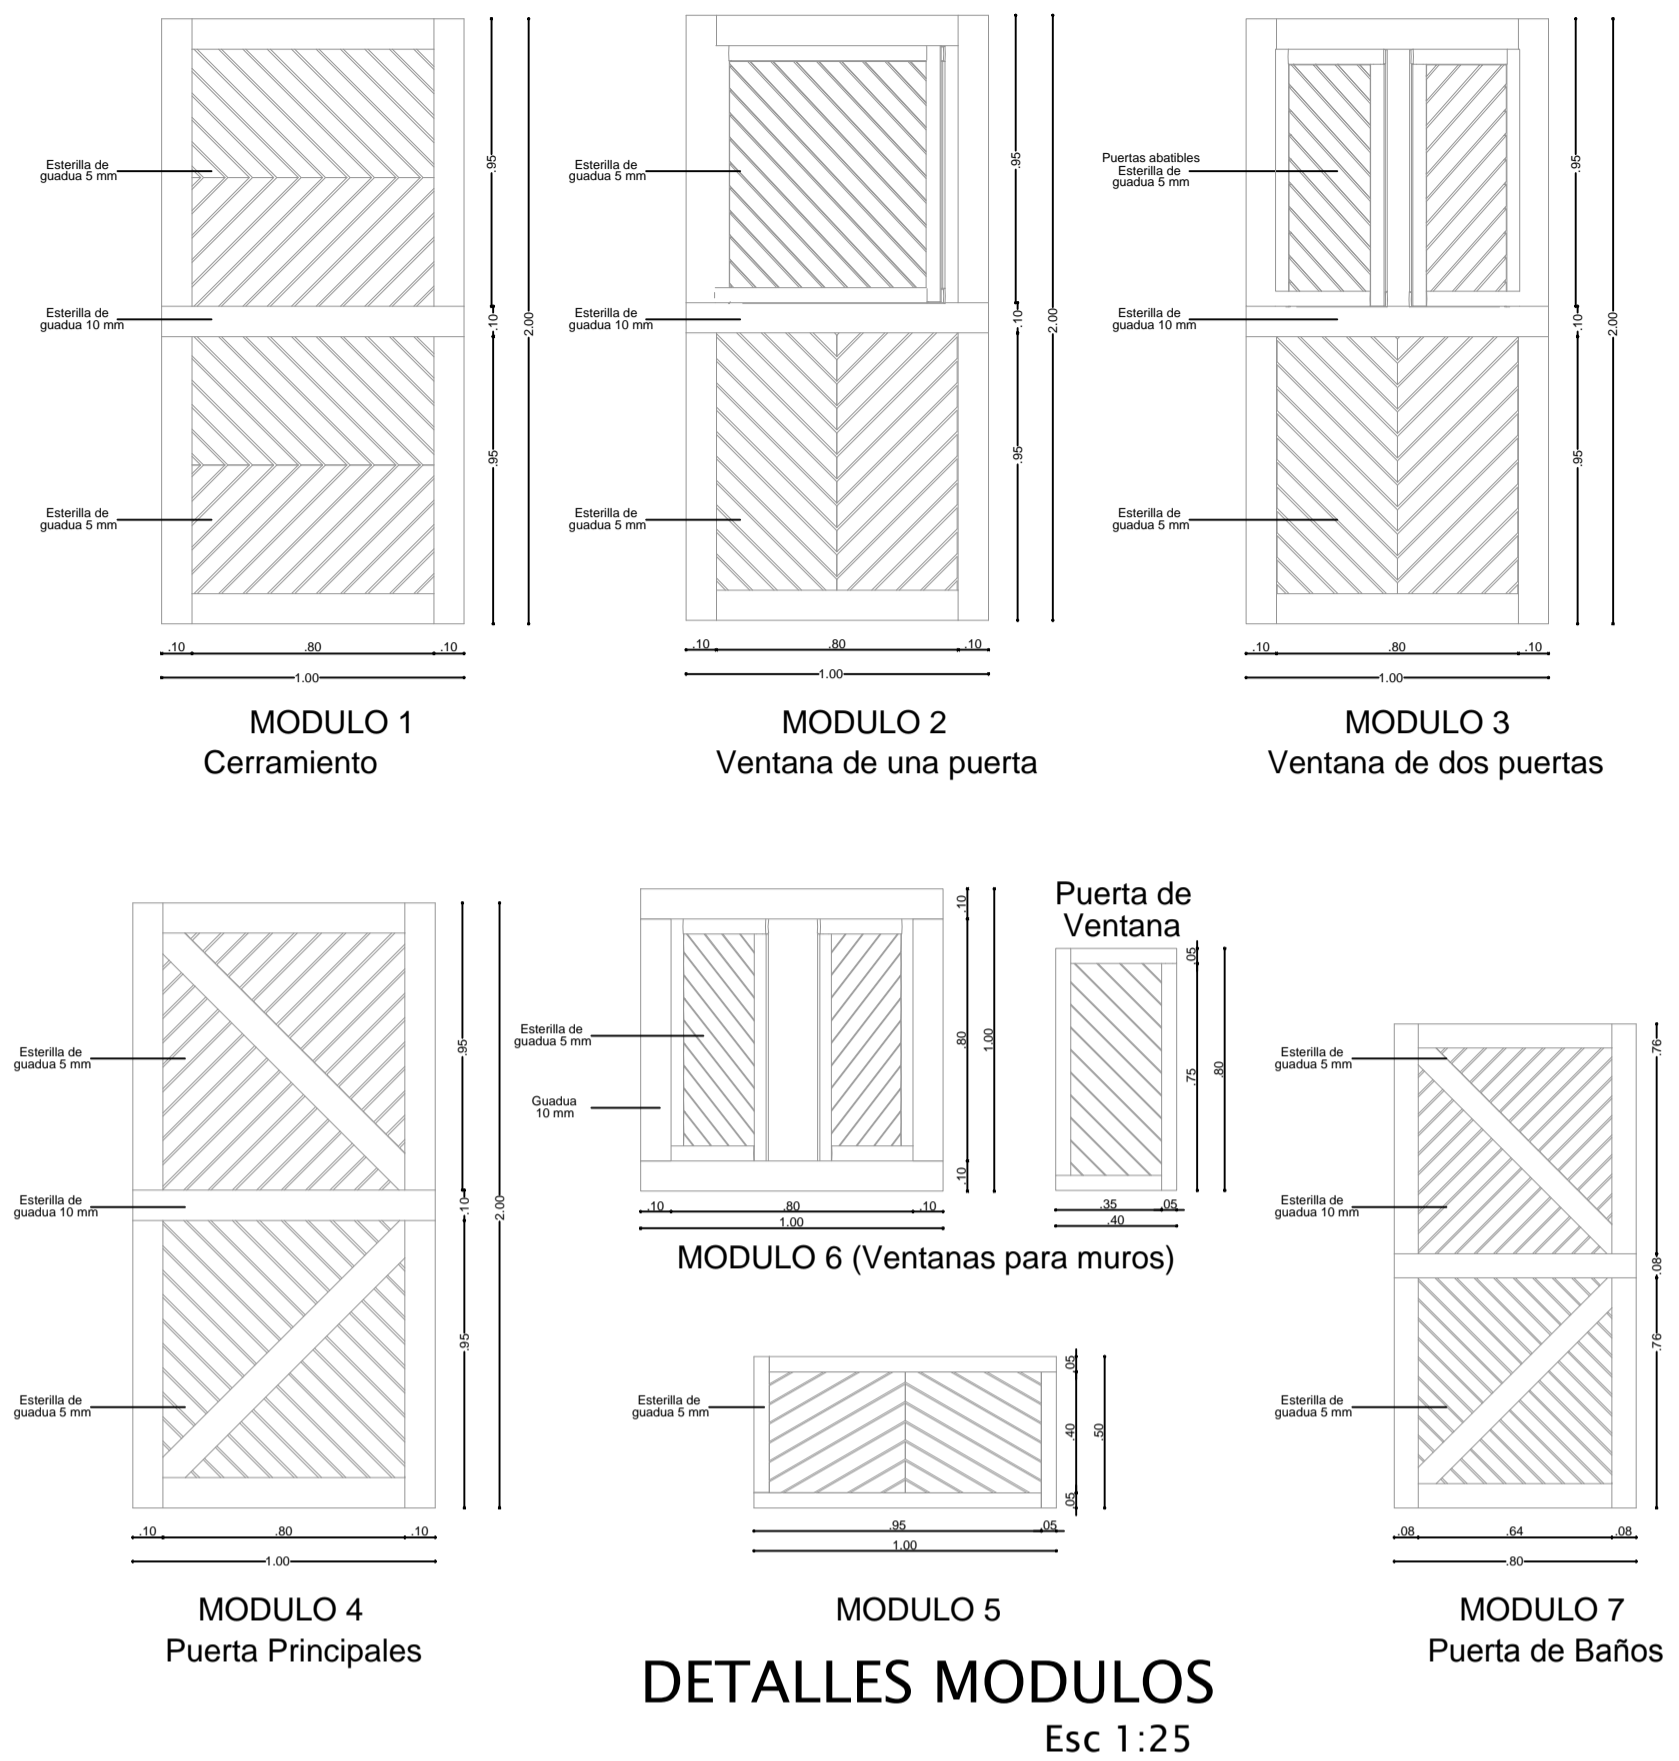 Esterilla de
guadua 5 mm
Esterilla de
guadua 10 mm
Esterilla de
guadua 5 mm
.95
.10
.95
2.00
.10
.80
.10
1.00
MODULO 1
Cerramiento
Esterilla de
guadua 5 mm
Esterilla de
guadua 10 mm
Esterilla de
guadua 5 mm
.95
.10
.95
2.00
.10
.80
.10
1.00
MODULO 2
Ventana de una puerta
Puertas abatibles
Esterilla de
guadua 5 mm
Esterilla de
guadua 10 mm
Esterilla de
guadua 5 mm
.95
.10
.95
2.00
.10
.80
.10
1.00
MODULO 3
Ventana de dos puertas
Esterilla de
guadua 5 mm
Esterilla de
guadua 10 mm
Esterilla de
guadua 5 mm
.95
.10
.95
2.00
.10
.80
.10
1.00
MODULO 4
Puerta Principales
Esterilla de
guadua 5 mm
Guadua
10 mm
.10
.80
.10
1.00
.10
.80
.10
1.00
Puerta de
Ventana
.05
.75
.80
.35
.05
.40
MODULO 6 (Ventanas para muros)
Esterilla de
guadua 5 mm
.05
.40
.05
.50
.95
.05
1.00
MODULO 5
Esterilla de
guadua 5 mm
Esterilla de
guadua 10 mm
Esterilla de
guadua 5 mm
.76
.08
.76
.08
.64
.08
.80
MODULO 7
Puerta de Baños
DETALLES MODULOS
Esc 1:25